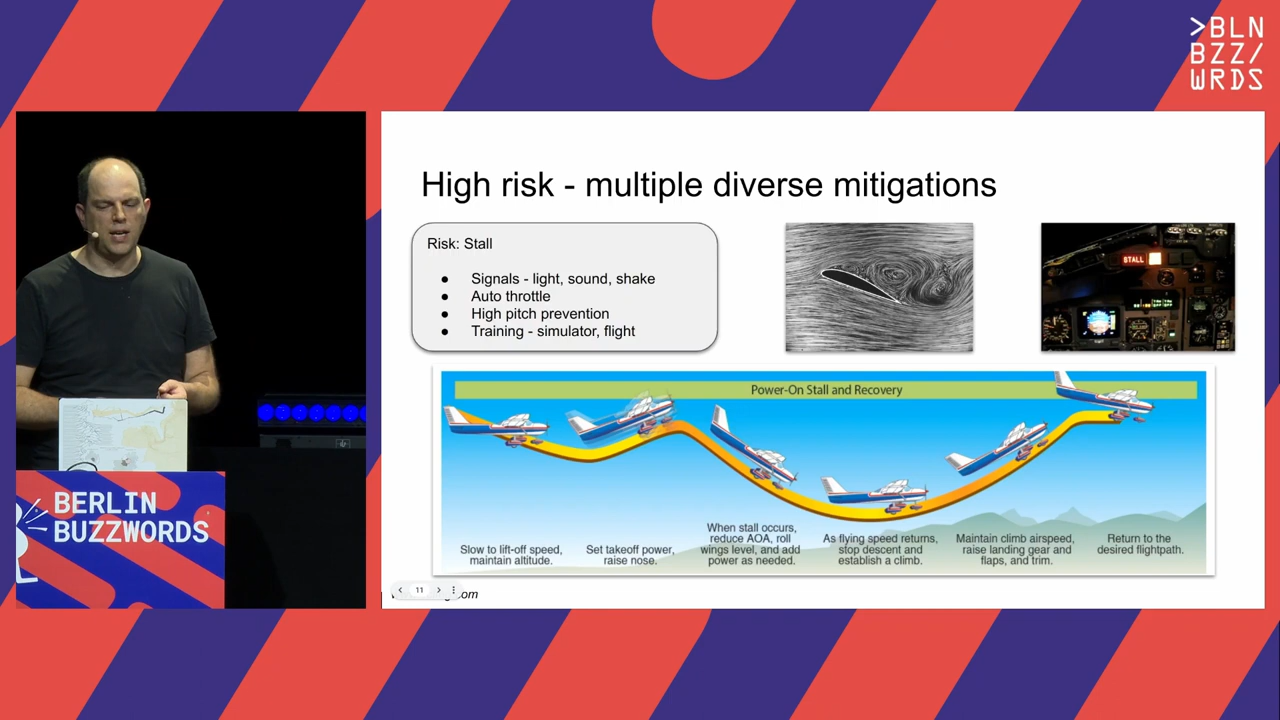 >BLN
BZZ/
WRDS
High risk - multiple diverse mitigations
Risk: Stall
● Signals - light, sound, shake
● Auto throttle
● High pitch prevention
● Training - simulator, flight
STALL
Power-On Stall and Recovery
Slow to lift-off speed,
maintain altitude.
Set takeoff power,
raise nose.
When stall occurs,
reduce AOA, roll
wings level, and add
power as needed.
As flying speed returns,
stop descent and
establish a climb.
Maintain climb airspeed,
raise landing gear and
flaps, and trim.
Return to the
desired flightpath.
11
BERLIN
BUZZWORDS